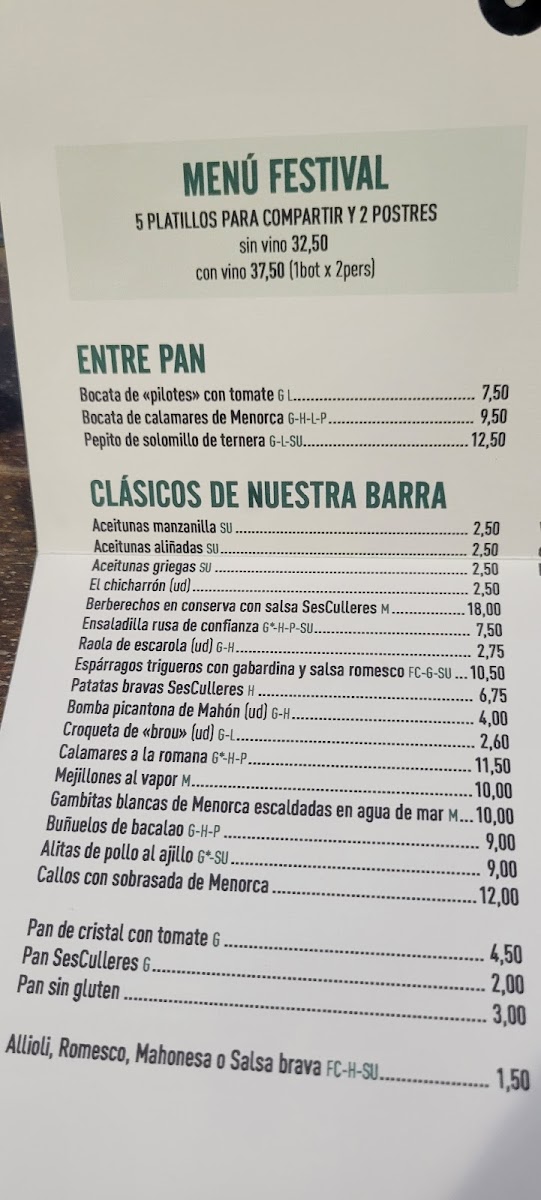 MENÚ FESTIVAL
5 PLATILLOS PARA COMPARTIR Y 2 POSTRES
sin vino 32,50
con vino 37,50 (1bot x 2pers)
ENTRE PAN
Bocata de «pilotes» con tomate G L 7,50
Bocata de calamares de Menorca G-H-L-P 9,50
Pepito de solomillo de ternera G-L-SU 12,50
CLÁSICOS DE NUESTRA BARRA
Aceitunas manzanilla SU 2,50
Aceitunas aliñadas SU 2,50
Aceitunas griegas SU 2,50
El chicharrón (ud) 2,50
Berberechos en conserva con salsa SesCulleres M 18,00
Ensaladilla rusa de confianza G*-H-P-SU 7,50
Raola de escarola (ud) G-H 2,75
Espárragos trigueros con gabardina y salsa romesco FC-G-SU 10,50
Patatas bravas SesCulleres H 6,75
Bomba picantona de Mahón (ud) G-H 4,00
Croqueta de «brou» (ud) G-L 2,60
Calamares a la romana G*-H-P 11,50
Mejillones al vapor M 10,00
Gambitas blancas de Menorca escaldadas en agua de mar M 10,00
Buñuelos de bacalao G-H-P 9,00
Alitas de pollo al ajillo G*-SU 9,00
Callos con sobrasada de Menorca 12,00
Pan de cristal con tomate G 4,50
Pan SesCulleres G 2,00
Pan sin gluten 3,00
Allioli, Romesco, Mahonesa o Salsa brava FC-H-SU 1,50